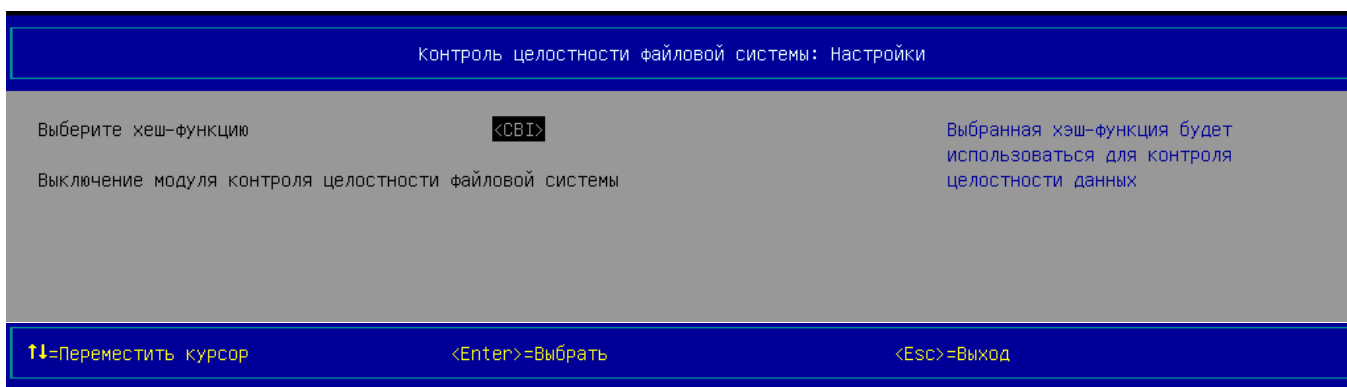 Контроль целостности файловой системы: Настройки
Выберите хеш-функцию <CBI>
Выбранная хэш-функция будет
использоваться для контроля
целостности данных
Выключение модуля контроля целостности файловой системы
↑↓=Переместить курсор <Enter>=Выбрать <Esc>=Выход